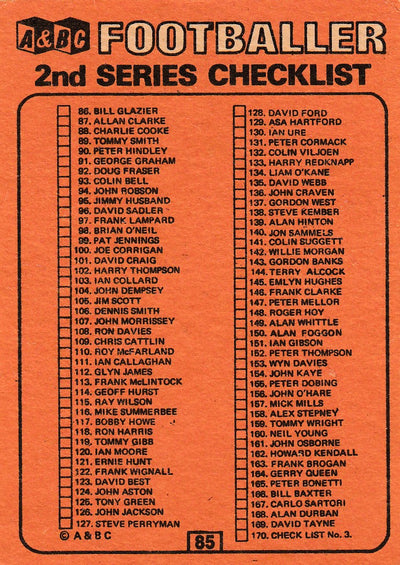 A&BC FOOTBALLER
2nd SERIES CHECKLIST
86. BILL GLAZIER
87. ALLAN CLARKE
88. CHARLIE COOKE
89. TOMMY SMITH
90. PETER HINDLEY
91. GEORGE GRAHAM
92. DOUG FRASER
93. COLIN BELL
94. JOHN ROBSON
95. JIMMY HUSBAND
96. DAVID SADLER
97. FRANK LAMPARD
98. BRIAN O'NEIL
99. PAT JENNINGS
100. JOE CORRIGAN
101. DAVID CRAIG
102. HARRY THOMPSON
103. IAN COLLARD
104. JOHN DEMPSEY
105. JIM SCOTT
106. DENNIS SMITH
107. JOHN MORRISSEY
108. RON DAVIES
109. CHRIS CATTLIN
110. ROY McFARLAND
111. IAN CALLAGHAN
112. GLYN JAMES
113. FRANK McLINTOCK
114. GEOFF HURST
115. RAY WILSON
116. MIKE SUMMERBEE
117. BOBBY HOWE
118. RON HARRIS
119. TOMMY GIBB
120. IAN MOORE
121. ERNIE HUNT
122. FRANK WIGNALL
123. DAVID BEST
124. JOHN ASTON
125. TONY GREEN
126. JOHN JACKSON
127. STEVE PERRYMAN
128. DAVID FORD
129. ASA HARTFORD
130. IAN URE
131. PETER CORMACK
132. COLIN VILJOEN
133. HARRY REDKNAPP
134. LIAM O'KANE
135. DAVID WEBB
136. JOHN CRAVEN
137. GORDON WEST
138. STEVE KEMBER
139. ALAN HINTON
140. JON SAMMELS
141. COLIN SUGGETT
142. WILLIE MORGAN
143. GORDON BANKS
144. TERRY ALCOCK
145. EMLYN HUGHES
146. FRANK CLARKE
147. PETER MELLOR
148. ROGER HOY
149. ALAN WHITTLE
150. ALAN FOGGON
151. IAN GIBSON
152. PETER THOMPSON
153. WYN DAVIES
154. JOHN KAYE
155. PETER DOBING
156. JOHN O'HARE
157. MICK MILLS
158. ALEX STEPNEY
159. TOMMY WRIGHT
160. NEIL YOUNG
161. JOHN OSBORNE
162. HOWARD KENDALL
163. FRANK BROGAN
164. GERRY QUEEN
165. PETER BONETTI
166. BILL BAXTER
167. CARLO SARTORI
168. ALAN DURBAN
169. DAVID TAYNE
170. CHECK LIST No. 3.
© A & BC
85